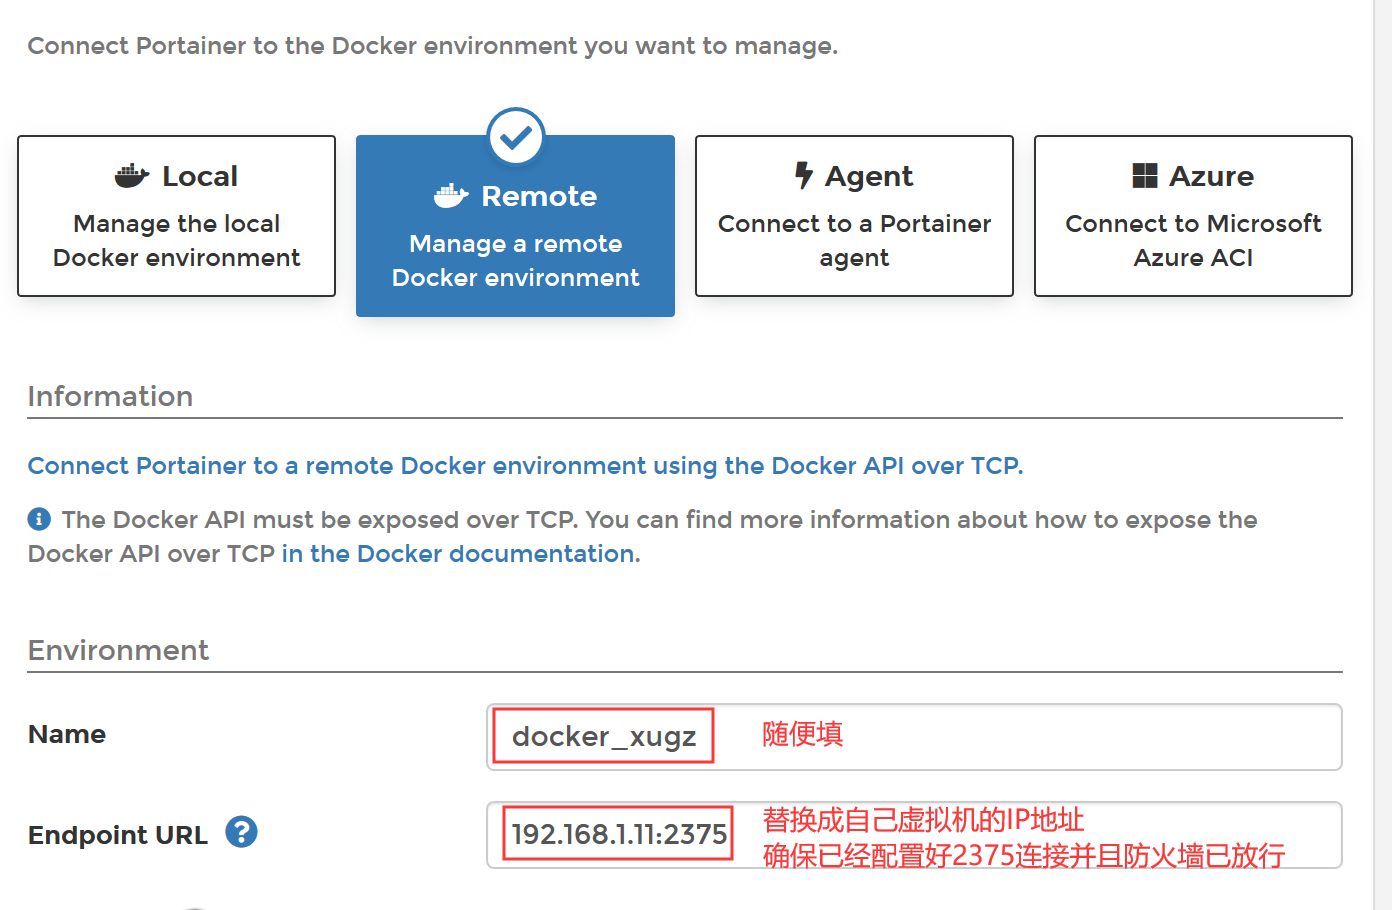 Connect Portainer to the Docker environment you want to manage.
Local
Manage the local
Docker environment
Remote
Manage a remote
Docker environment
Agent
Connect to a Portainer
agent
Azure
Connect to Microsoft
Azure ACI
Information
Connect Portainer to a remote Docker environment using the Docker API over TCP.
The Docker API must be exposed over TCP. You can find more information about how to expose the
Docker API over TCP in the Docker documentation.
Environment
Name
docker_xugz
随便填
Endpoint URL
192.168.1.11:2375
替换成自己虚拟机的IP地址
确保已经配置好2375连接并且防火墙已放行